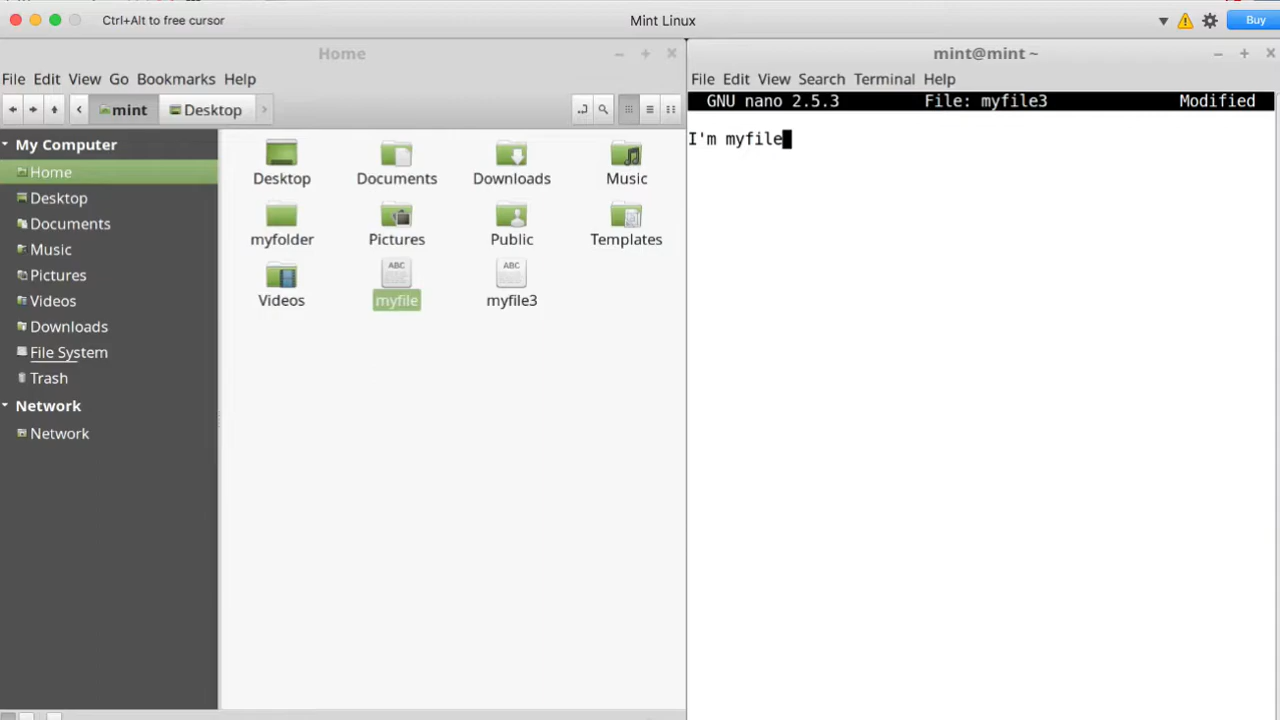 Ctrl+Alt to free cursor
Mint Linux
Buy
Home
File Edit View Go Bookmarks Help
mint
Desktop
My Computer
Home
Desktop
Documents
Music
Pictures
Videos
Downloads
File System
Trash
Network
Network
Desktop
Documents
Downloads
Music
myfolder
Pictures
Public
Templates
Videos
ABC
myfile
ABC
myfile3
mint@mint ~
File Edit View Search Terminal Help
GNU nano 2.5.3 File: myfile3 Modified
I'm myfile